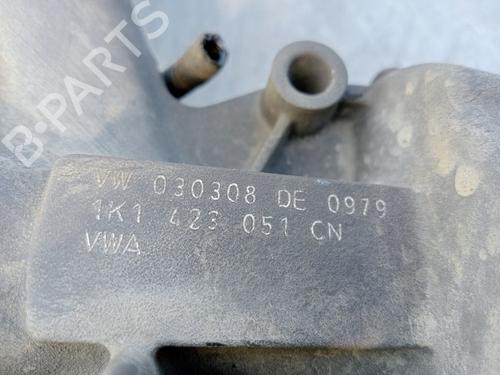 B-PARTS
VW 030308 DE 0979
1K1 423 051 CN
VWA